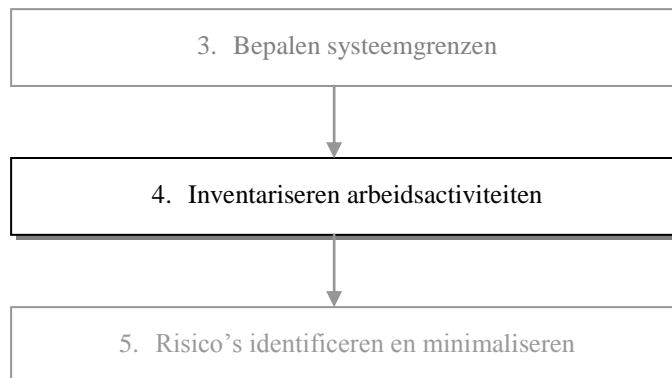 3. Bepalen systeemgrenzen
4. Inventariseren arbeidsactiviteiten
5. Risico’s identificeren en minimaliseren